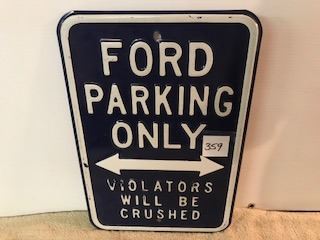 FORD
PARKING
ONLY
359
VIOLATORS
WILL BE
CRUSHED